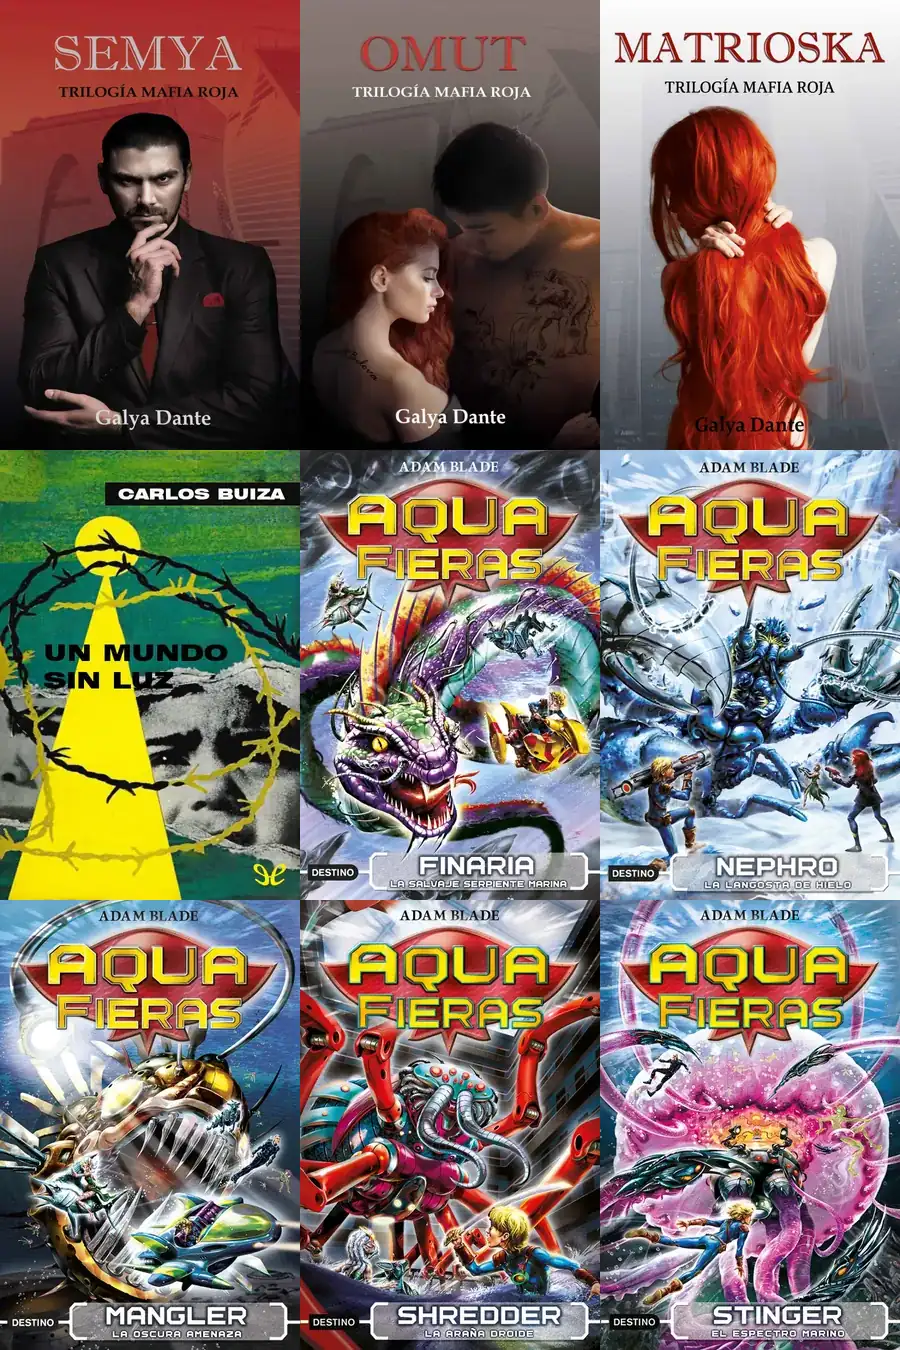 SEMYA
TRILOGÍA MAFIA ROJA
Galya Dante
OMUT
TRILOGÍA MAFIA ROJA
Galya Dante
MATRIOSKA
TRILOGÍA MAFIA ROJA
Galya Dante
CARLOS BUIZA
UN MUNDO
SIN LUZ
ADAM BLADE
AQUA
FIERAS
DESTINO
FINARIA
LA SALVAJE SERPIENTE MARINA
ADAM BLADE
AQUA
FIERAS
DESTINO
NEPHRO
LA LANGOSTA DE HIELO
ADAM BLADE
AQUA
FIERAS
DESTINO
MANGLER
LA OSCURA AMENAZA
ADAM BLADE
AQUA
FIERAS
DESTINO
SHREDDER
LA ARAÑA DROIDE
ADAM BLADE
AQUA
FIERAS
DESTINO
STINGER
EL ESPECTRO MARINO